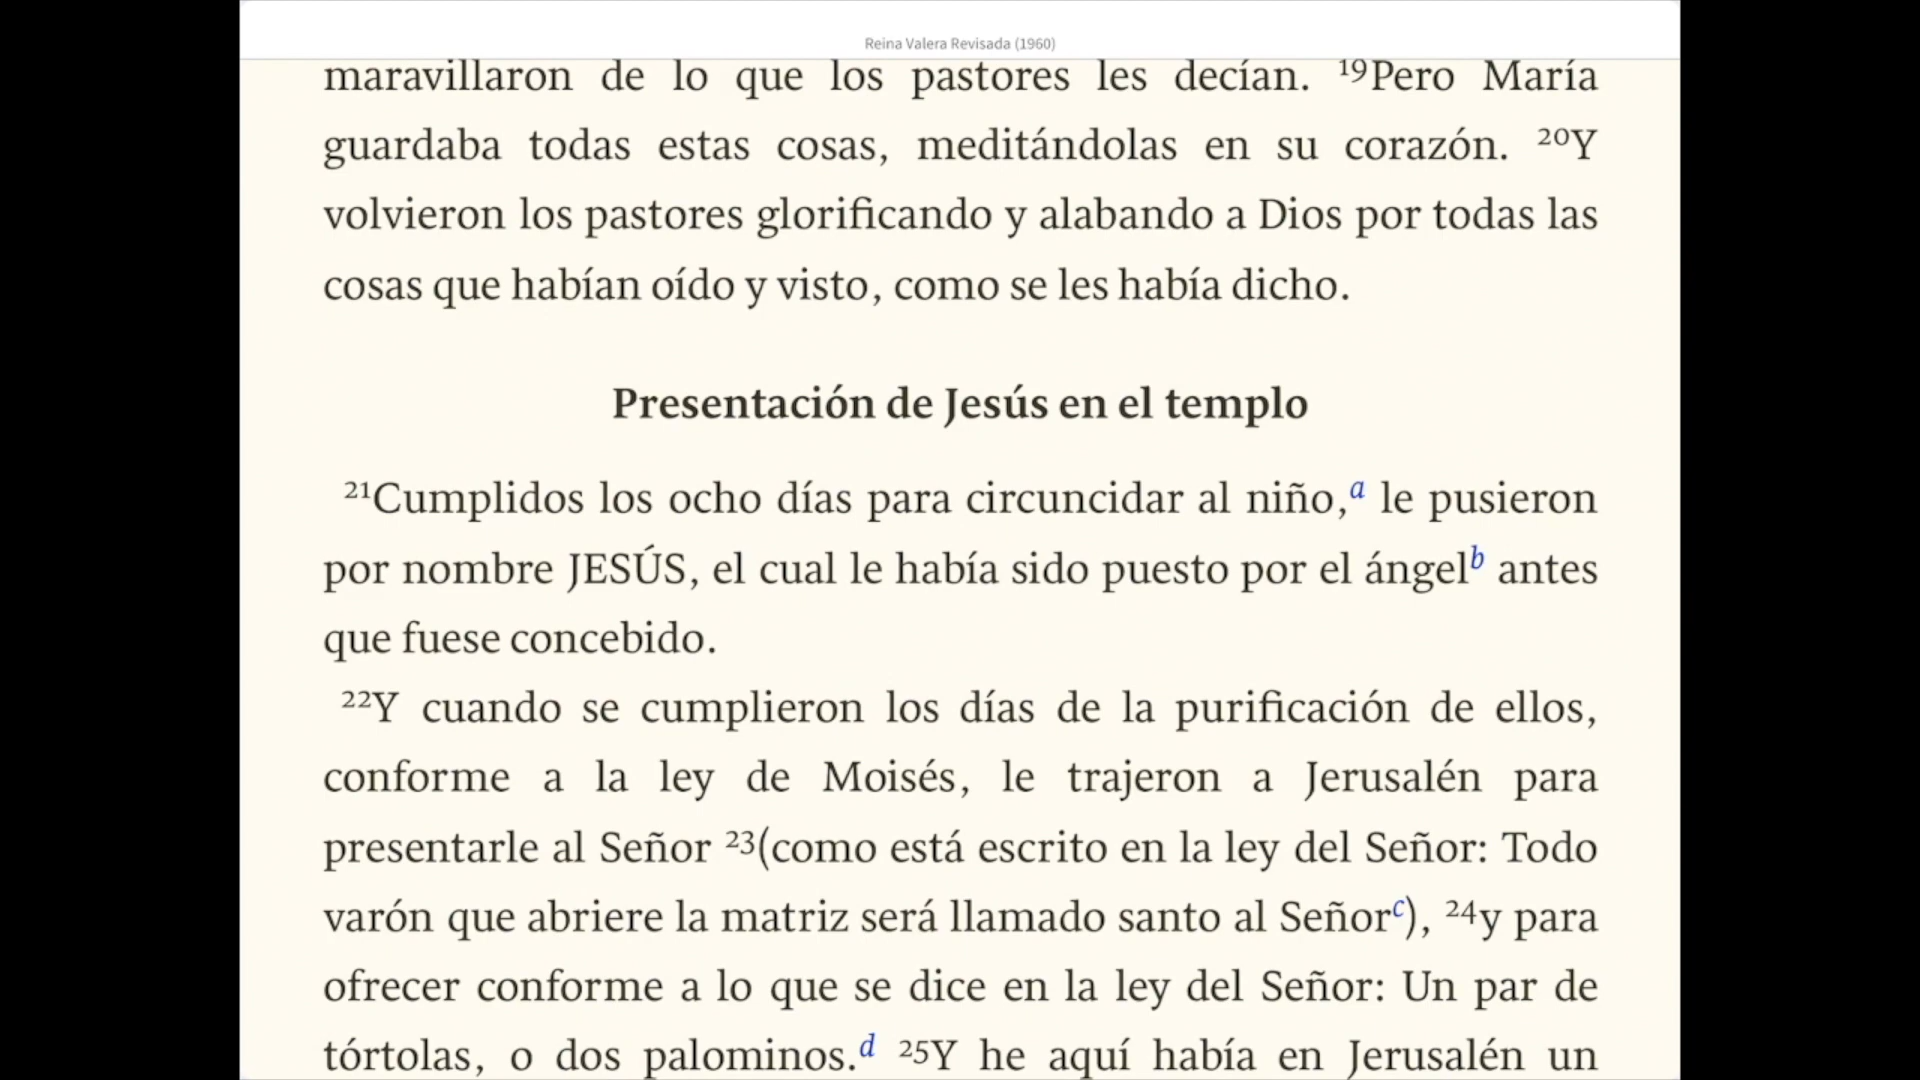 Reina Valera Revisada (1960)
maravillaron de lo que los pastores les decían. 19Pero María
guardaba todas estas cosas, meditándolas en su corazón. 20Y
volvieron los pastores glorificando y alabando a Dios por todas las
cosas que habían oído y visto, como se les había dicho.
Presentación de Jesús en el templo
21Cumplidos los ocho días para circuncidar al niño,a le pusieron
por nombre JESÚS, el cual le había sido puesto por el ángelb antes
que fuese concebido.
22Y cuando se cumplieron los días de la purificación de ellos,
conforme a la ley de Moisés, le trajeron a Jerusalén para
presentarle al Señor 23(como está escrito en la ley del Señor: Todo
varón que abriere la matriz será llamado santo al Señorc), 24y para
ofrecer conforme a lo que se dice en la ley del Señor: Un par de
tórtolas, o dos palominos.d 25Y he aquí había en Jerusalén un